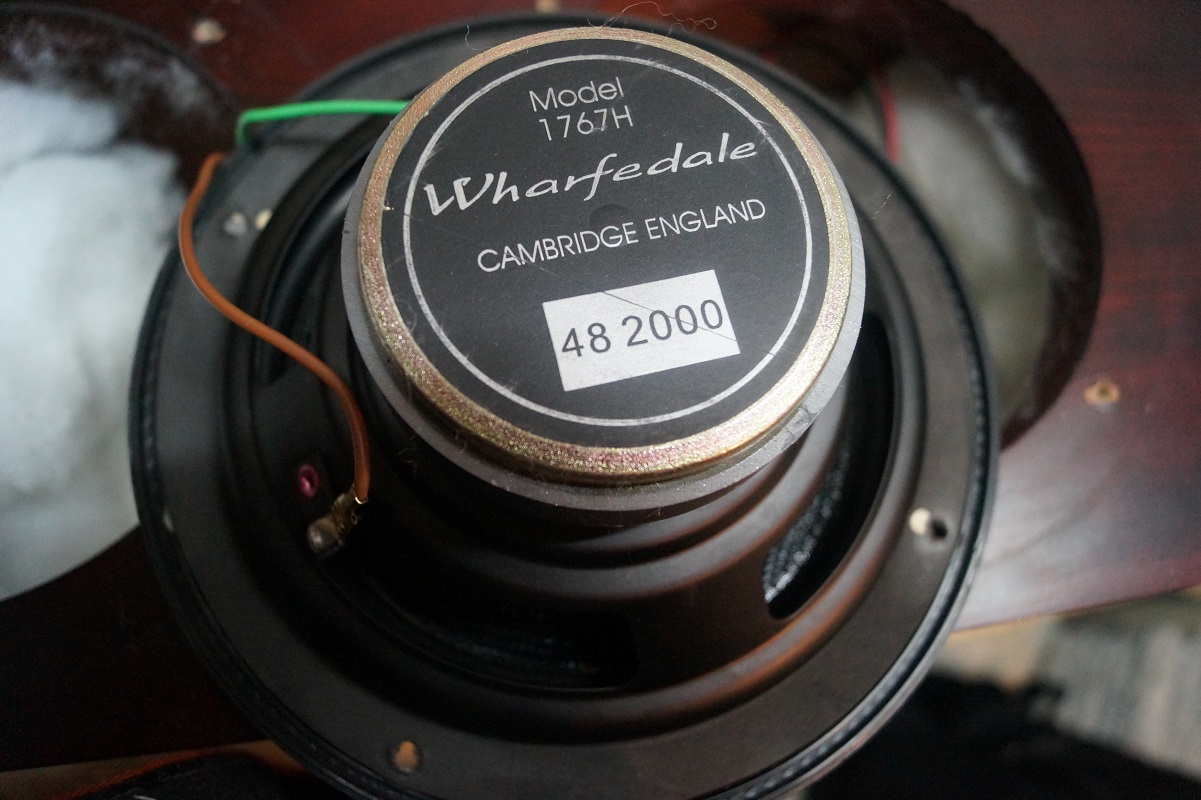 Model
1767H
Wharfedale
CAMBRIDGE ENGLAND
48 2000